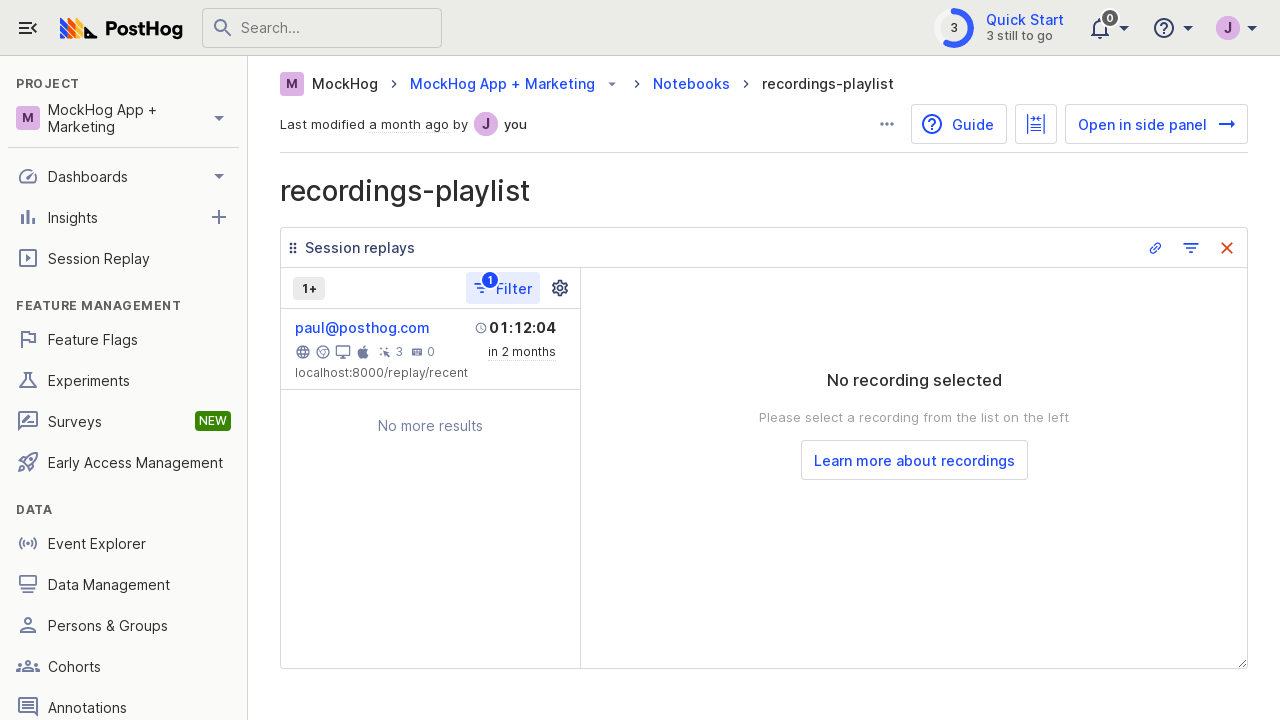 PostHog
Search...
3
Quick Start
3 still to go
0
J
PROJECT
M
MockHog App +
Marketing
Dashboards
Insights
Session Replay
FEATURE MANAGEMENT
Feature Flags
Experiments
Surveys
NEW
Early Access Management
DATA
Event Explorer
Data Management
Persons & Groups
Cohorts
Annotations
M
MockHog
MockHog App + Marketing
Notebooks
recordings-playlist
Last modified a month ago by J you
Guide
Open in side panel
recordings-playlist
Session replays
1+
1
Filter
paul@posthog.com
01:12:04
3
0
in 2 months
localhost:8000/replay/recent
No more results
No recording selected
Please select a recording from the list on the left
Learn more about recordings